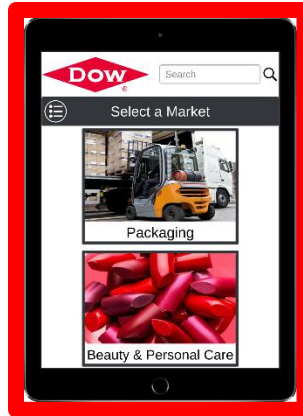 Dow
Search
Select a Market
Packaging
Beauty & Personal Care